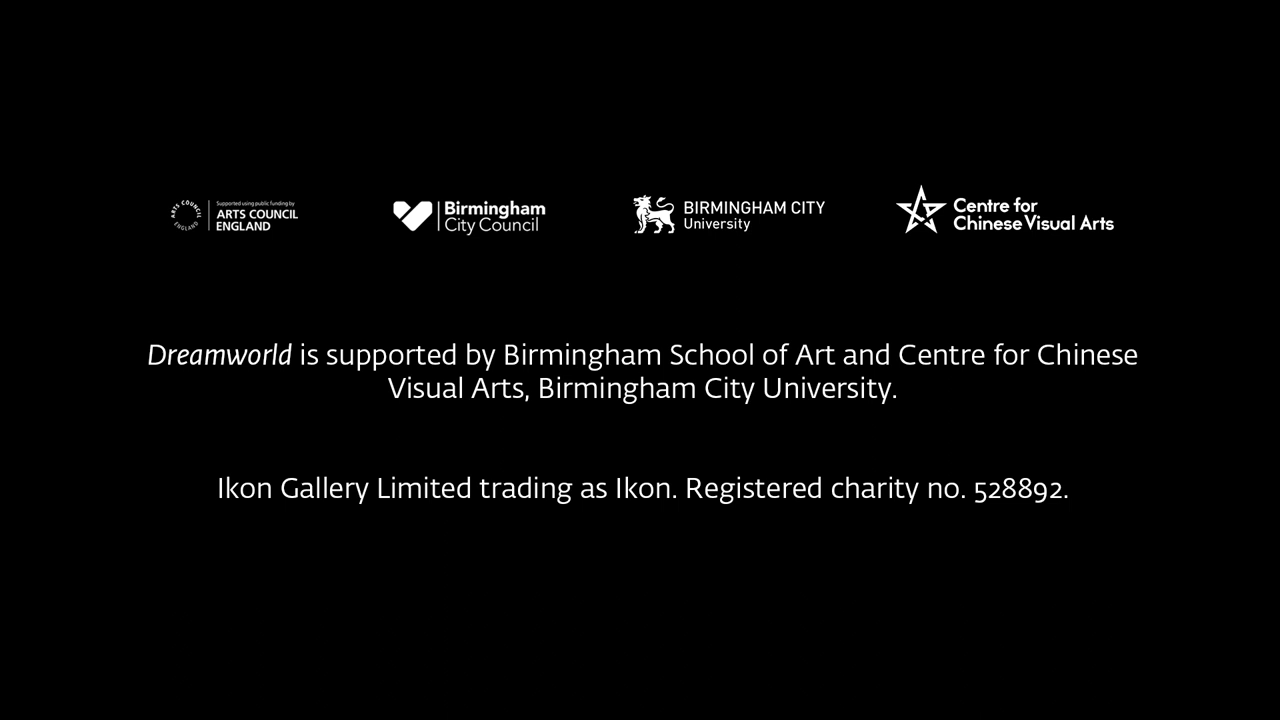 ARTS COUNCIL ENGLAND
Supported using public funding by
ARTS COUNCIL
ENGLAND
Birmingham
City Council
BIRMINGHAM CITY
University
Centre for
Chinese Visual Arts
Dreamworld is supported by Birmingham School of Art and Centre for Chinese
Visual Arts, Birmingham City University.
Ikon Gallery Limited trading as Ikon. Registered charity no. 528892.